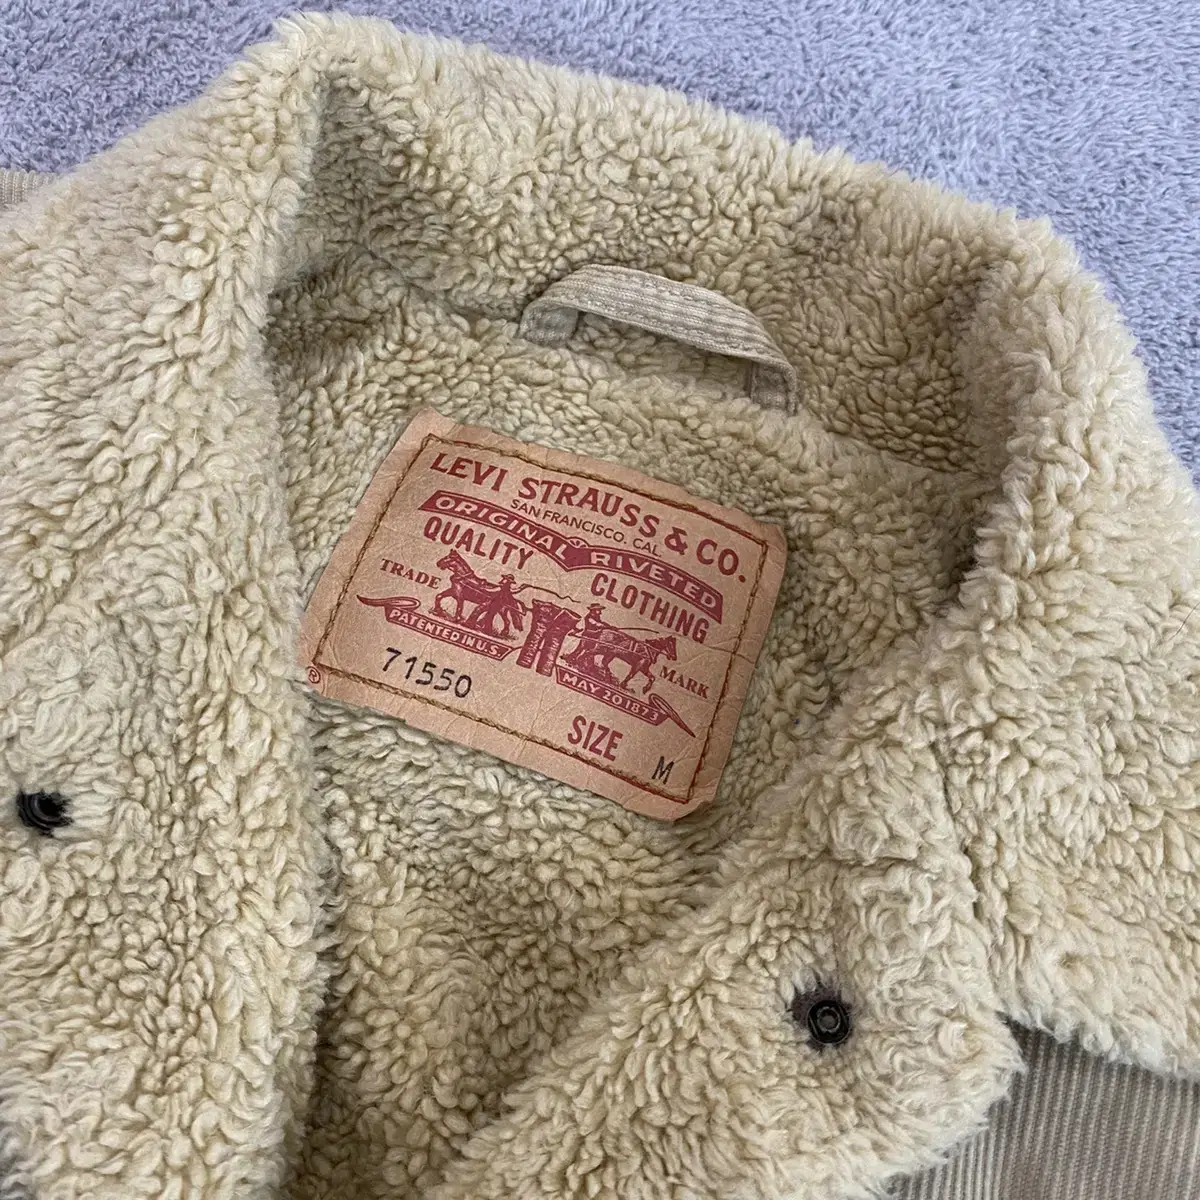 LEVI STRAUSS & CO.
SAN FRANCISCO. CAL.
ORIGINAL RIVETED
QUALITY CLOTHING
TRADE MARK
PATENTED IN U.S. MAY 20 1873
71550
®
SIZE M